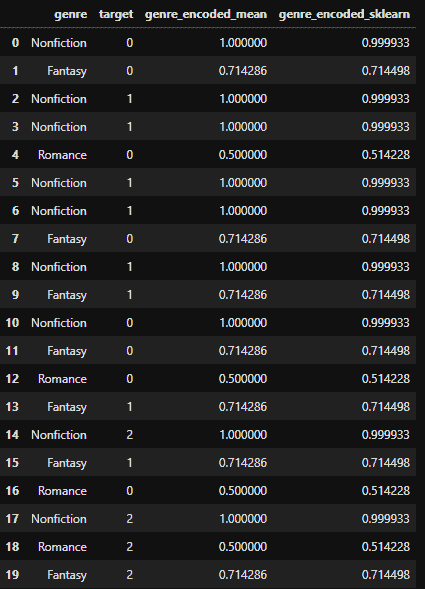 genre target genre_encoded_mean genre_encoded_sklearn
0 Nonfiction 0 1.000000 0.999933
1 Fantasy 0 0.714286 0.714498
2 Nonfiction 1 1.000000 0.999933
3 Nonfiction 1 1.000000 0.999933
4 Romance 0 0.500000 0.514228
5 Nonfiction 1 1.000000 0.999933
6 Nonfiction 1 1.000000 0.999933
7 Fantasy 0 0.714286 0.714498
8 Nonfiction 1 1.000000 0.999933
9 Fantasy 1 0.714286 0.714498
10 Nonfiction 0 1.000000 0.999933
11 Fantasy 0 0.714286 0.714498
12 Romance 0 0.500000 0.514228
13 Fantasy 1 0.714286 0.714498
14 Nonfiction 2 1.000000 0.999933
15 Fantasy 1 0.714286 0.714498
16 Romance 0 0.500000 0.514228
17 Nonfiction 2 1.000000 0.999933
18 Romance 2 0.500000 0.514228
19 Fantasy 2 0.714286 0.714498